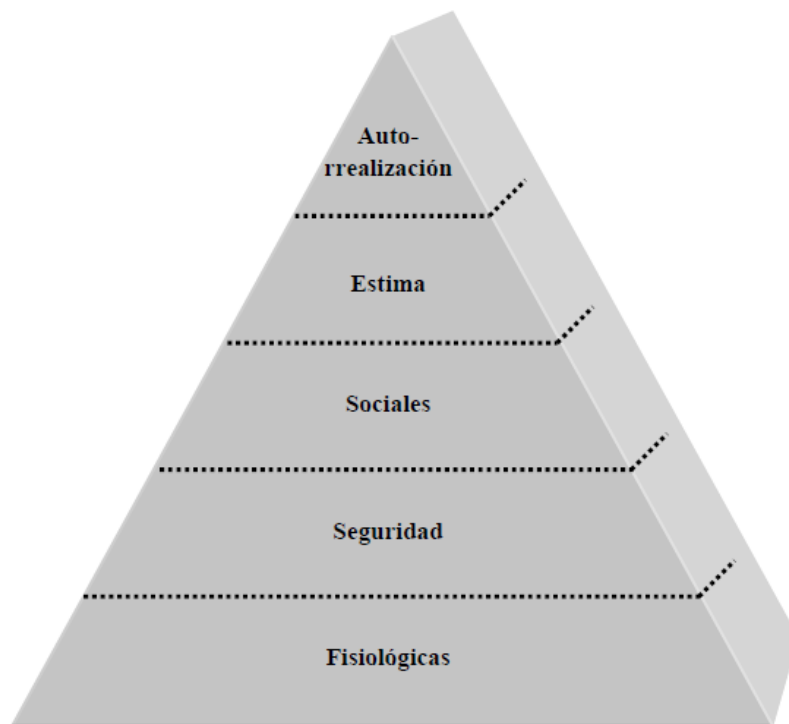 Auto-
rrealización
Estima
Sociales
Seguridad
Fisiológicas